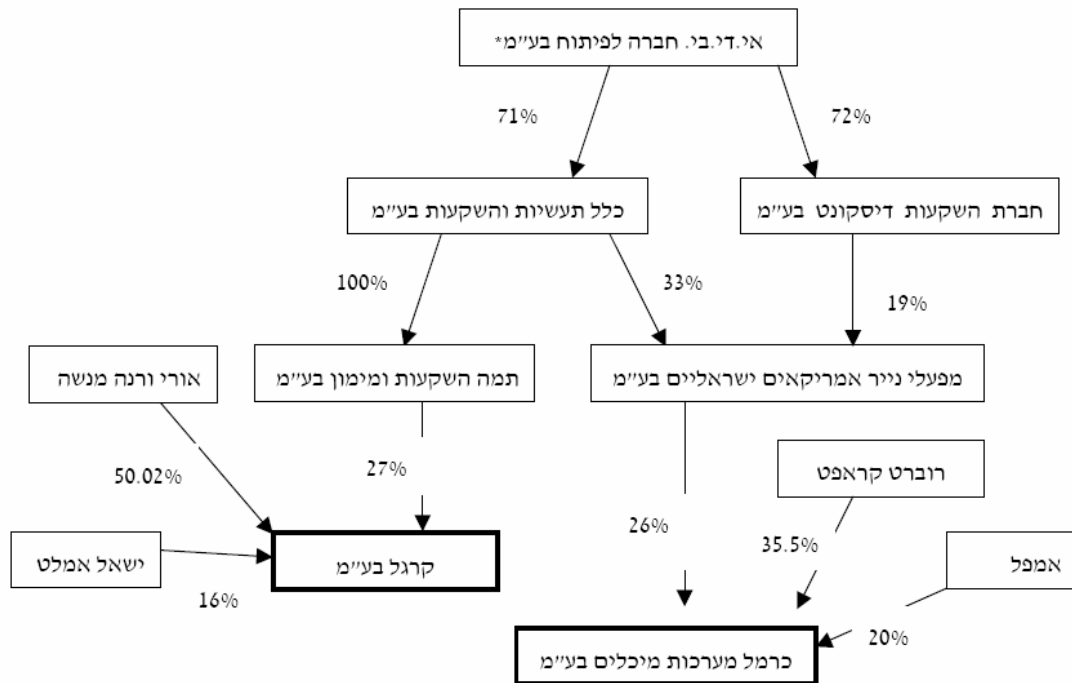 אי.די.בי. חברה לפיתוח בע״מ*
71%
72%
כלל תעשיות והשקעות בע״מ
חברת השקעות דיסקונט בע״מ
100%
33%
19%
אורי ורנה מנשה
תמה השקעות ומימון בע״מ
מפעלי נייר אמריקאים ישראליים בע״מ
50.02%
27%
רוברט קראפט
26%
35.5%
ישאל אמלט
קרגל בע״מ
אמפל
16%
20%
כרמל מערכות מיכלים בע״מ